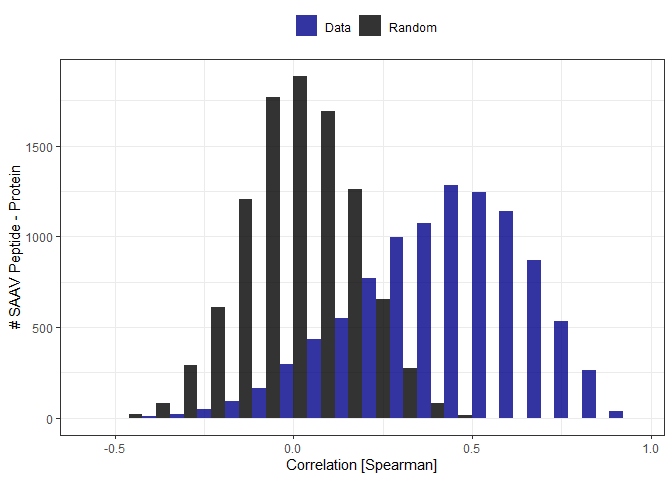 Data Random
# SAAV Peptide - Protein
1500
1000
500
0
-0.5 0.0 0.5 1.0
Correlation [Spearman]